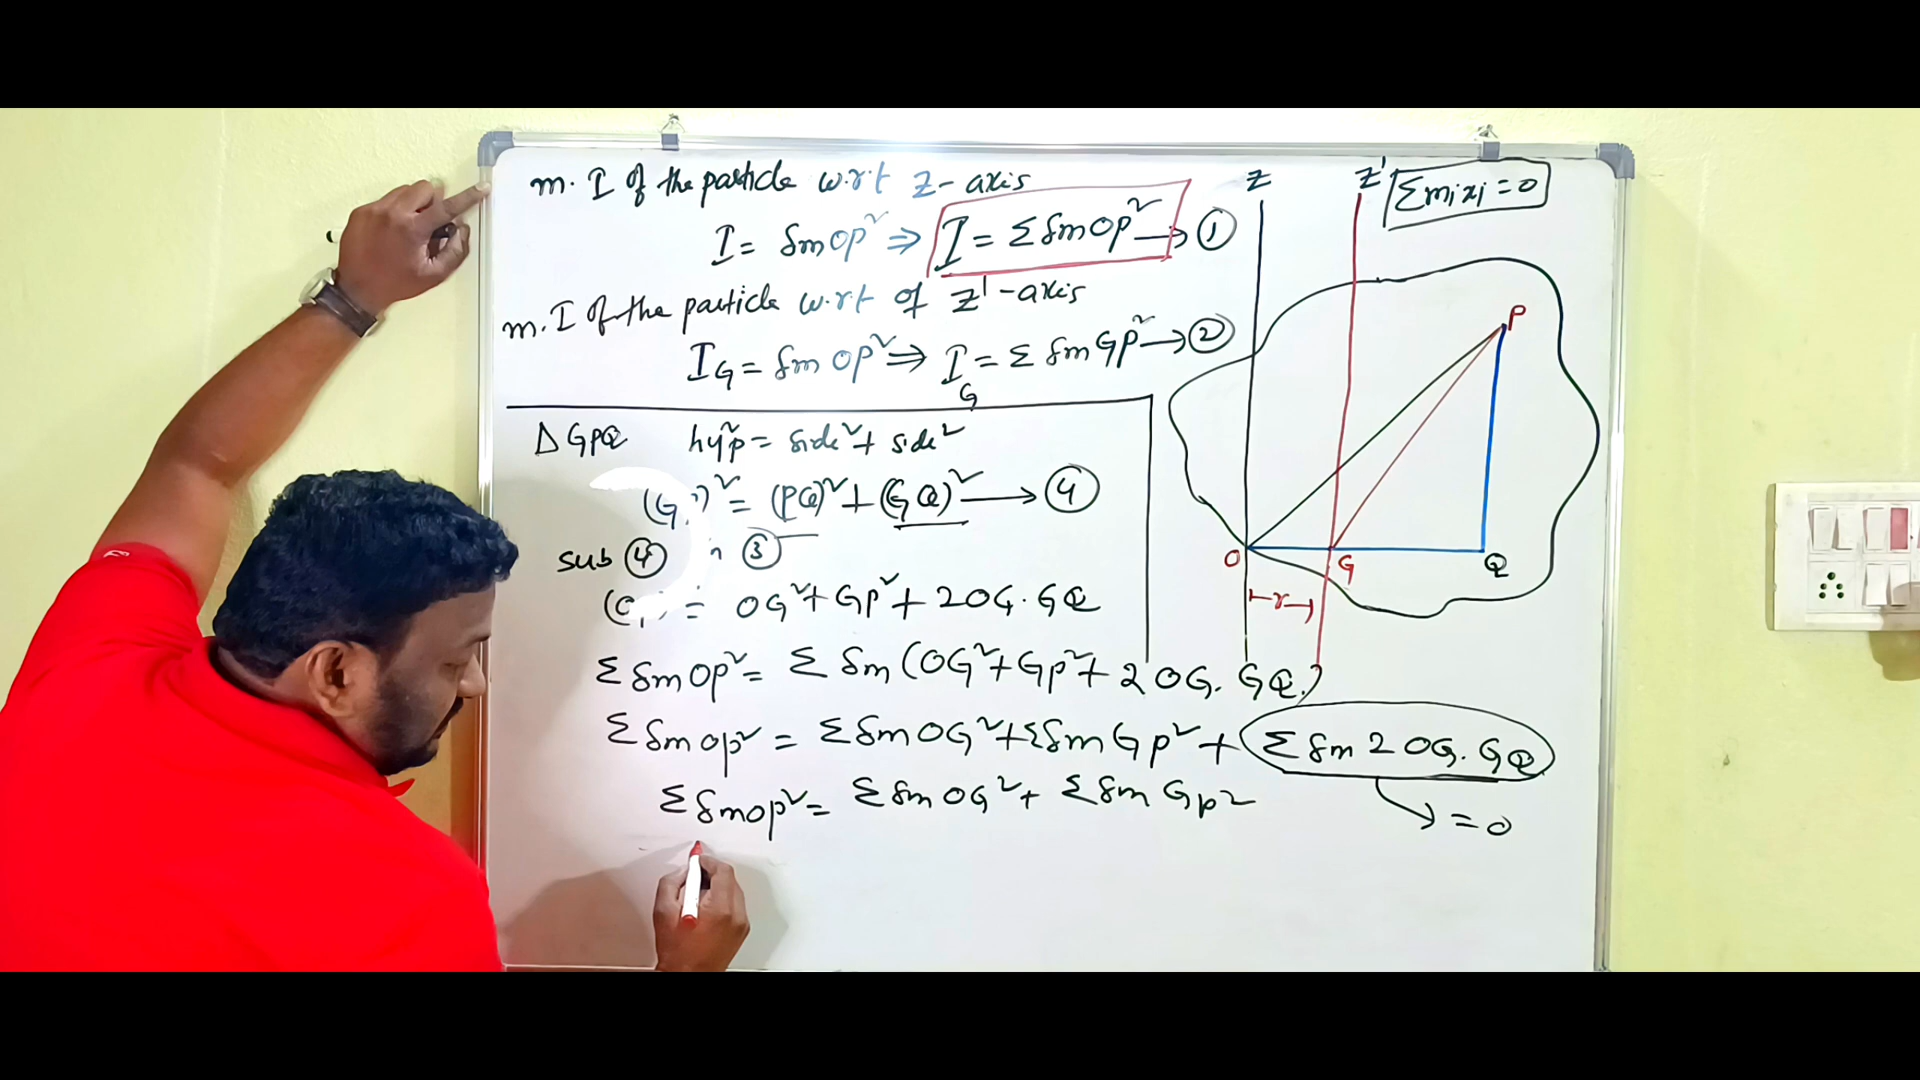 m. I of the particle w.r.t z-axis
I = δm OP² ⇒ I = Σ δm OP² → ①
m. I of the particle w.r.t of z'-axis
I_G = δm OP² ⇒ I_G = Σ δm GP² → ②
Δ GPQ hyp² = side² + side²
(G )² = (PQ)² + (GQ)² → ④
sub ④ ③
= OG² + GP² + 2OG. GQ
Σ δm OP² = Σ δm (OG² + GP² + 2 OG. GQ.)
Σ δm OP² = Σ δm OG² + Σ δm GP² + Σ δm 2 OG. GQ
Σ δm OP² = Σ δm OG² + Σ δm GP²
= 0
z z' Σ mᵢxᵢ = 0
P
O G Q
r